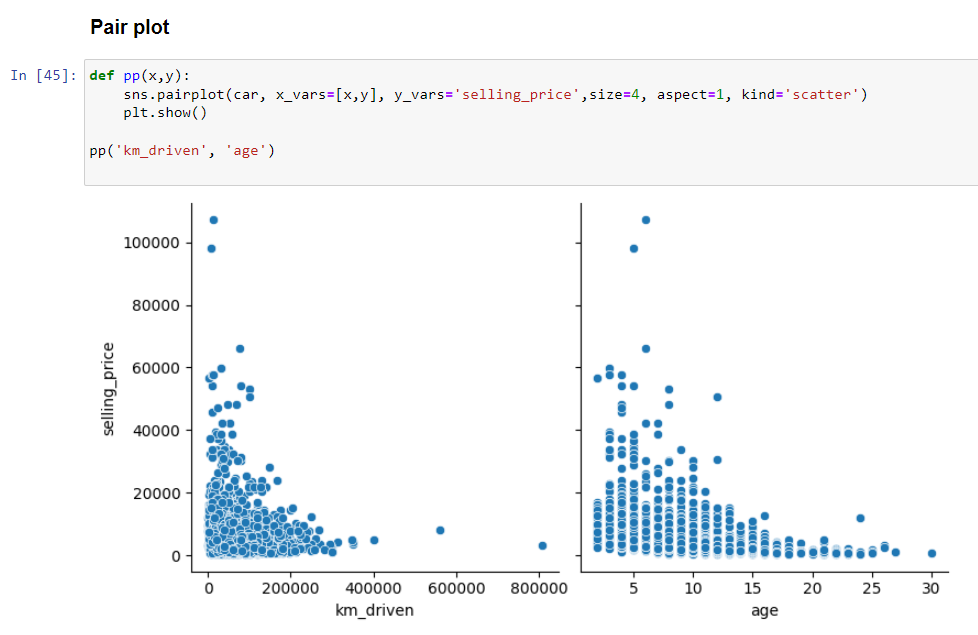 Pair plot
In [45]: def pp(x,y):
sns.pairplot(car, x_vars=[x,y], y_vars='selling_price',size=4, aspect=1, kind='scatter')
plt.show()
pp('km_driven', 'age')
100000
80000
60000
40000
20000
0
selling_price
0 200000 400000 600000 800000
km_driven
5 10 15 20 25 30
age